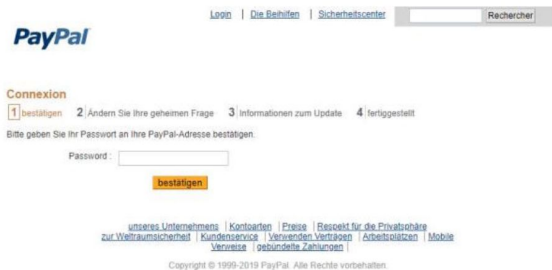 Login | Die Beihilfen | Sicherheitscenter Rechercher
PayPal
Connexion
1 bestätigen 2 Ändern Sie Ihre geheimen Frage 3 Informationen zum Update 4 fertiggestellt
Bitte geben Sie Ihr Passwort an Ihre PayPal-Adresse bestätigen.
Password :
bestätigen
unseres Unternehmens | Kontoarten | Preise | Respekt für die Privatsphäre
zur Weltraumsicherheit | Kundenservice | Verwenden Verträgen | Arbeitsplätzen | Mobile
Verweise | gebündelte Zahlungen |
Copyright © 1999-2019 PayPal. Alle Rechte vorbehalten.